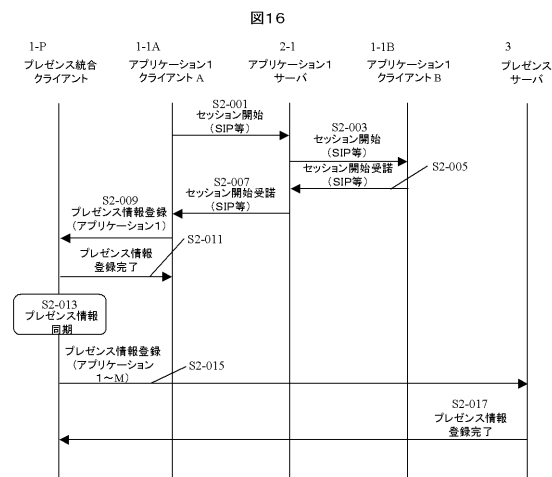 図16
1-P
プレゼンス統合
クライアント
1-1A
アプリケーション1
クライアント A
2-1
アプリケーション1
サーバ
1-1B
アプリケーション1
クライアント B
3
プレゼンス
サーバ
S2-001
セッション開始
(SIP等)
S2-003
セッション開始
(SIP等)
セッション開始受諾
(SIP等)
S2-005
S2-007
セッション開始受諾
(SIP等)
S2-009
プレゼンス情報登録
(アプリケーション1)
プレゼンス情報
登録完了
S2-011
S2-013
プレゼンス情報
同期
プレゼンス情報登録
(アプリケーション
1～M)
S2-015
S2-017
プレゼンス情報
登録完了